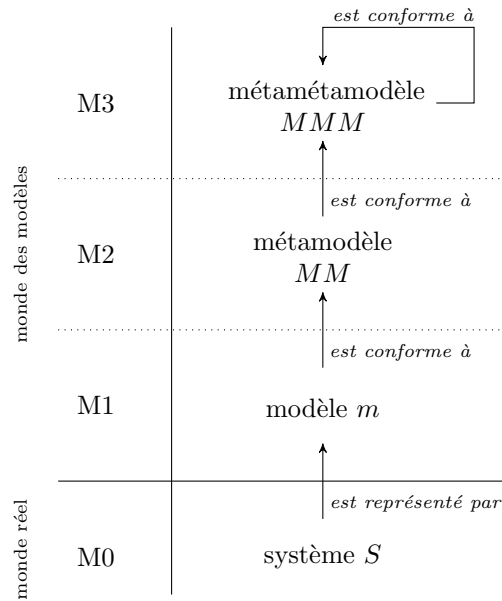 est conforme à
M3
métamétamodèle
MMM
est conforme à
monde des modèles
M2
métamodèle
MM
est conforme à
M1
modèle m
est représenté par
monde réel
M0
système S